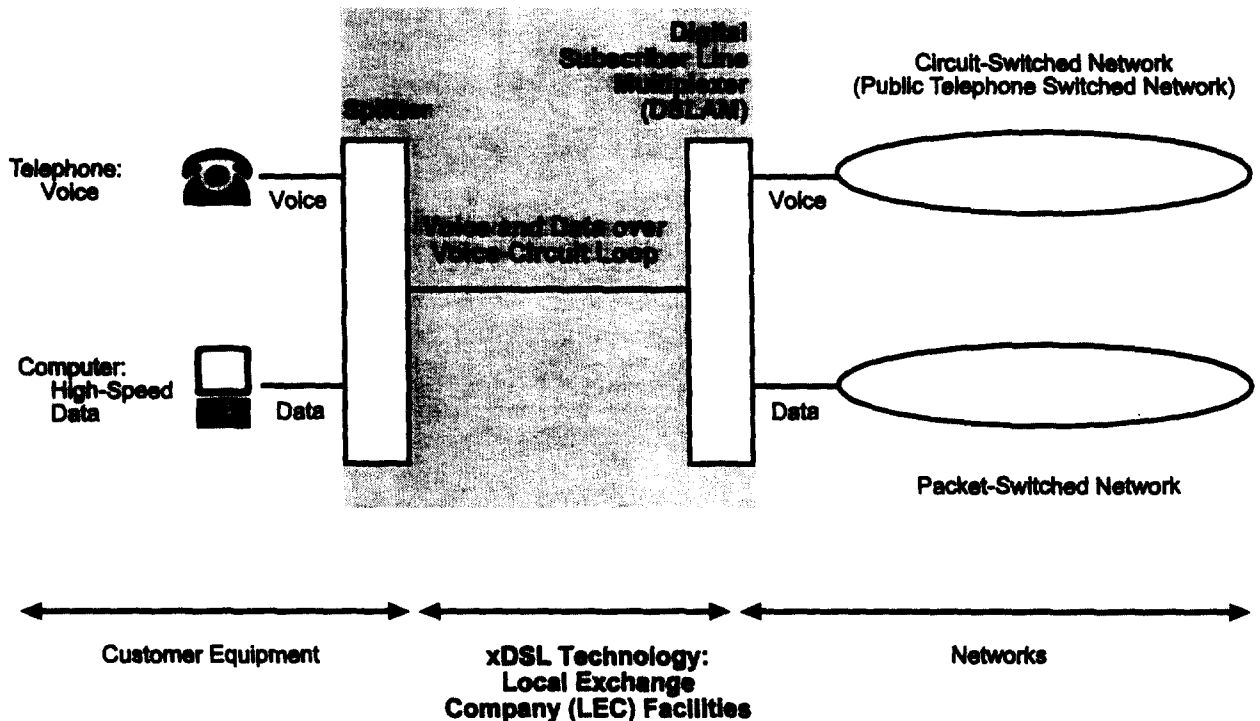 Digital
Subscriber Line
Multiplexer
(DSLAM)
Splitter
Circuit-Switched Network
(Public Telephone Switched Network)
Telephone:
Voice
Voice
Voice
Voice and Data over
Voice-Circuit Loop
Computer:
High-Speed
Data
Data
Data
Packet-Switched Network
Customer Equipment
xDSL Technology:
Local Exchange
Company (LEC) Facilities
Networks